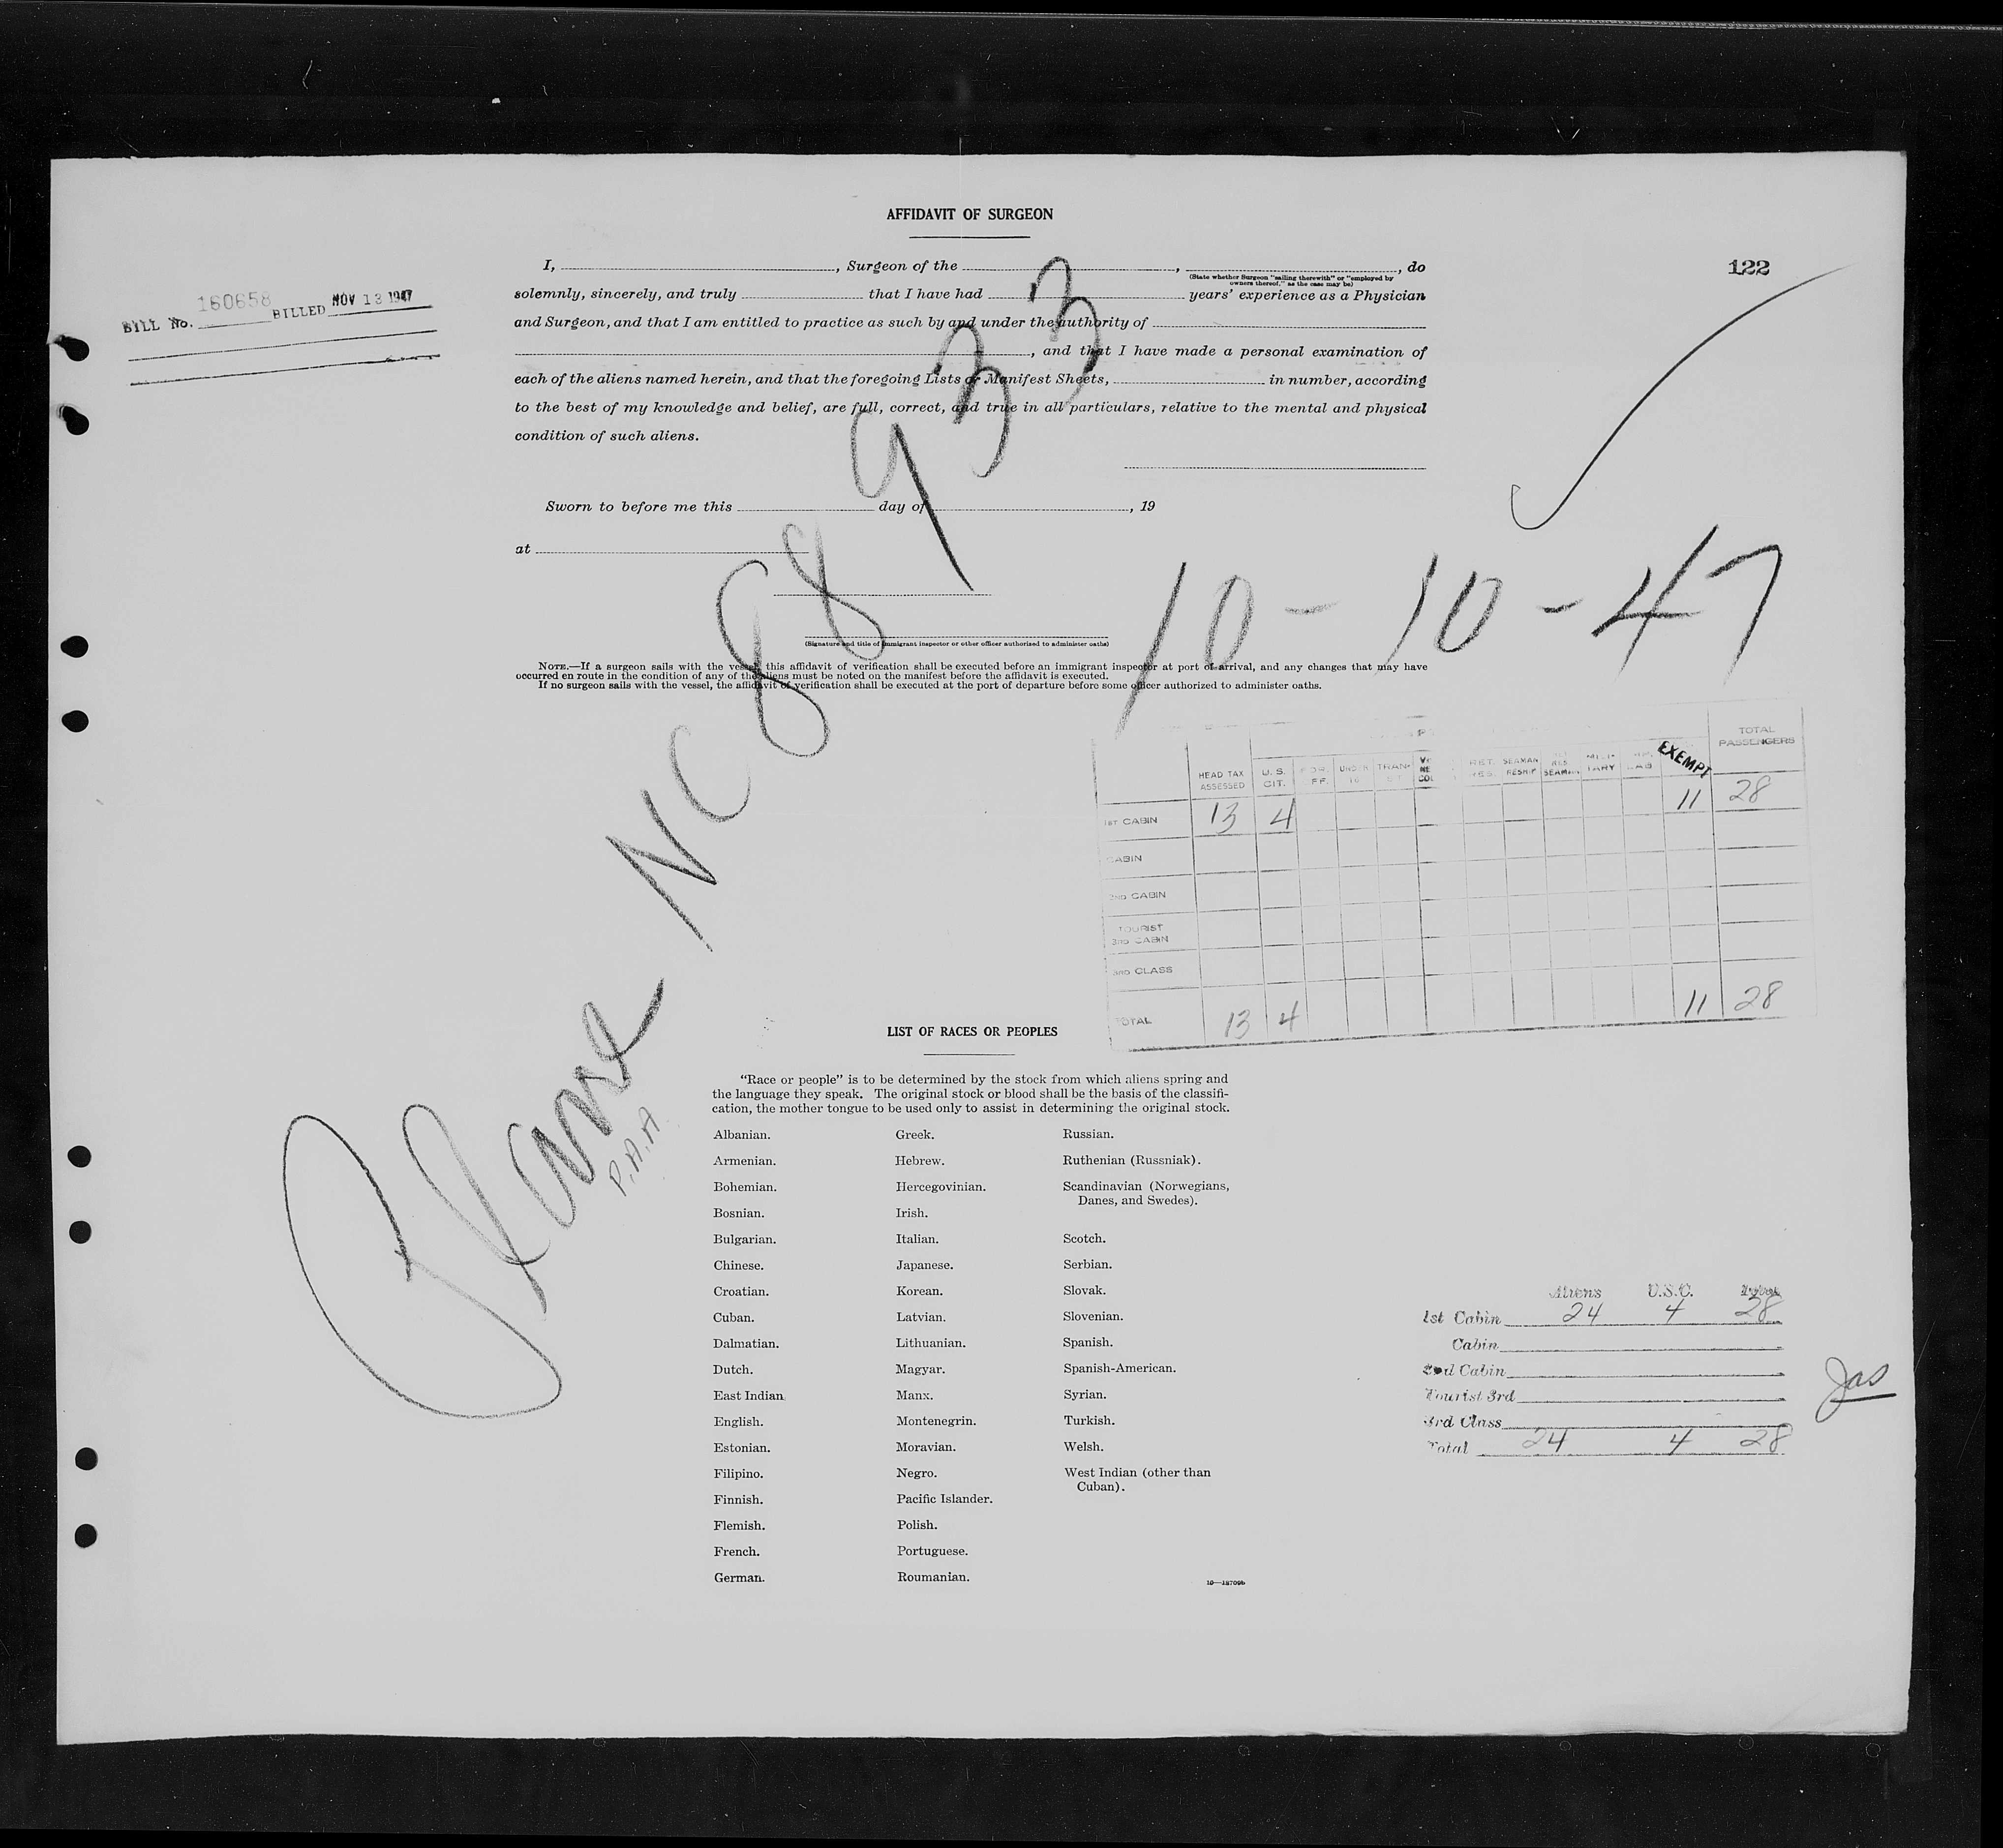 AFFIDAVIT OF SURGEON
122
I, , Surgeon of the , , do
(State whether Surgeon "sailing therewith" or "employed by
owners thereof," as the case may be)
solemnly, sincerely, and truly that I have had years' experience as a Physician
and Surgeon, and that I am entitled to practice as such by and under the authority of
, and that I have made a personal examination of
each of the aliens named herein, and that the foregoing Lists or Manifest Sheets, in number, according
to the best of my knowledge and belief, are full, correct, and true in all particulars, relative to the mental and physical
condition of such aliens.
BILL No. 160658 BILLED NOV 13 1947
Sworn to before me this day of , 19
at
(Signature and title of immigrant inspector or other officer authorized to administer oaths)
NOTE.—If a surgeon sails with the vessel, this affidavit of verification shall be executed before an immigrant inspector at port of arrival, and any changes that may have
occurred en route in the condition of any of the aliens must be noted on the manifest before the affidavit is executed.
If no surgeon sails with the vessel, the affidavit of verification shall be executed at the port of departure before some officer authorized to administer oaths.
Plane NC 88933
P.A.A.
10-10-47
HEAD TAX ASSESSED U.S. CIT. UNDER 16 TRAN- RET. RES. SEAMAN RESHIP RES SEAMAN MILI- TARY EXEMPT TOTAL PASSENGERS
1ST CABIN 13 4 11 28
CABIN
2ND CABIN
TOURIST
3RD CABIN
3RD CLASS
TOTAL 13 4 11 28
LIST OF RACES OR PEOPLES
"Race or people" is to be determined by the stock from which aliens spring and
the language they speak. The original stock or blood shall be the basis of the classifi-
cation, the mother tongue to be used only to assist in determining the original stock.
Albanian. Greek. Russian.
Armenian. Hebrew. Ruthenian (Russniak).
Bohemian. Hercegovinian. Scandinavian (Norwegians,
Danes, and Swedes).
Bosnian. Irish.
Bulgarian. Italian. Scotch.
Chinese. Japanese. Serbian.
Croatian. Korean. Slovak.
Cuban. Latvian. Slovenian.
Dalmatian. Lithuanian. Spanish.
Dutch. Magyar. Spanish-American.
East Indian Manx. Syrian.
English. Montenegrin. Turkish.
Estonian. Moravian. Welsh.
Filipino. Negro. West Indian (other than
Cuban).
Finnish. Pacific Islander.
Flemish. Polish.
French. Portuguese.
German. Roumanian.
Aliens U.S.C. Total
1st Cabin 24 4 28
Cabin
2nd Cabin
Tourist 3rd
3rd Class
Total 24 4 28
Jas